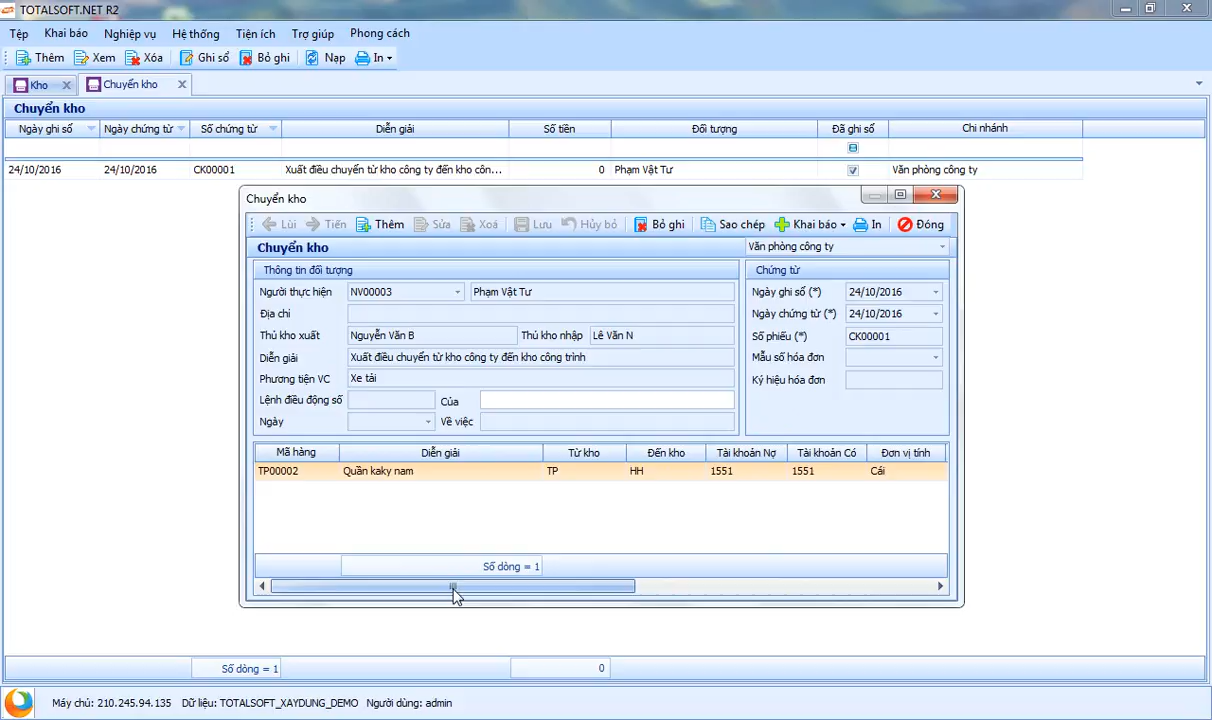 TOTALSOFT.NET R2
Tệp Khai báo Nghiệp vụ Hệ thống Tiện ích Trợ giúp Phong cách
Thêm Xem Xóa Ghi sổ Bỏ ghi Nạp In
Kho Chuyển kho
Chuyển kho
Ngày ghi sổ Ngày chứng từ Số chứng từ Diễn giải Số tiền Đối tượng Đã ghi sổ Chi nhánh
24/10/2016 24/10/2016 CK00001 Xuất điều chuyển từ kho công ty đến kho côn... 0 Phạm Vật Tư Văn phòng công ty
Chuyển kho
Lùi Tiến Thêm Sửa Xoá Lưu Hủy bỏ Bỏ ghi Sao chép Khai báo In Đóng
Chuyển kho Văn phòng công ty
Thông tin đối tượng Chứng từ
Người thực hiện NV00003 Phạm Vật Tư Ngày ghi sổ (*) 24/10/2016
Địa chỉ Ngày chứng từ (*) 24/10/2016
Thủ kho xuất Nguyễn Văn B Thủ kho nhập Lê Văn N Số phiếu (*) CK00001
Diễn giải Xuất điều chuyển từ kho công ty đến kho công trình Mẫu số hóa đơn
Phương tiện VC Xe tải Ký hiệu hóa đơn
Lệnh điều động số Của
Ngày Về việc
Mã hàng Diễn giải Từ kho Đến kho Tài khoản Nợ Tài khoản Có Đơn vị tính
TP00002 Quần kaky nam TP HH 1551 1551 Cái
Số dòng = 1
Số dòng = 1 0
Máy chủ: 210.245.94.135 Dữ liệu: TOTALSOFT_XAYDUNG_DEMO Người dùng: admin